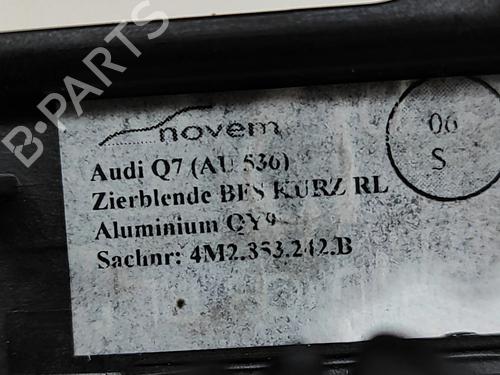 novem
Audi Q7 (AU 536)
Zierblende BFS KURZ RL
Aluminium QY9
Sachnr: 4M2.853.242.B
06
S
B-PARTS